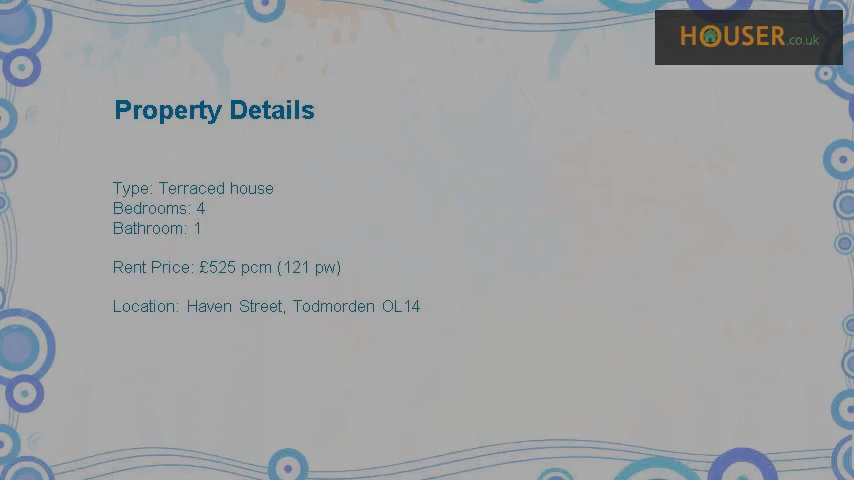 HOUSER.co.uk
Property Details
Type: Terraced house
Bedrooms: 4
Bathroom: 1
Rent Price: £525 pcm (121 pw)
Location: Haven Street, Todmorden OL14